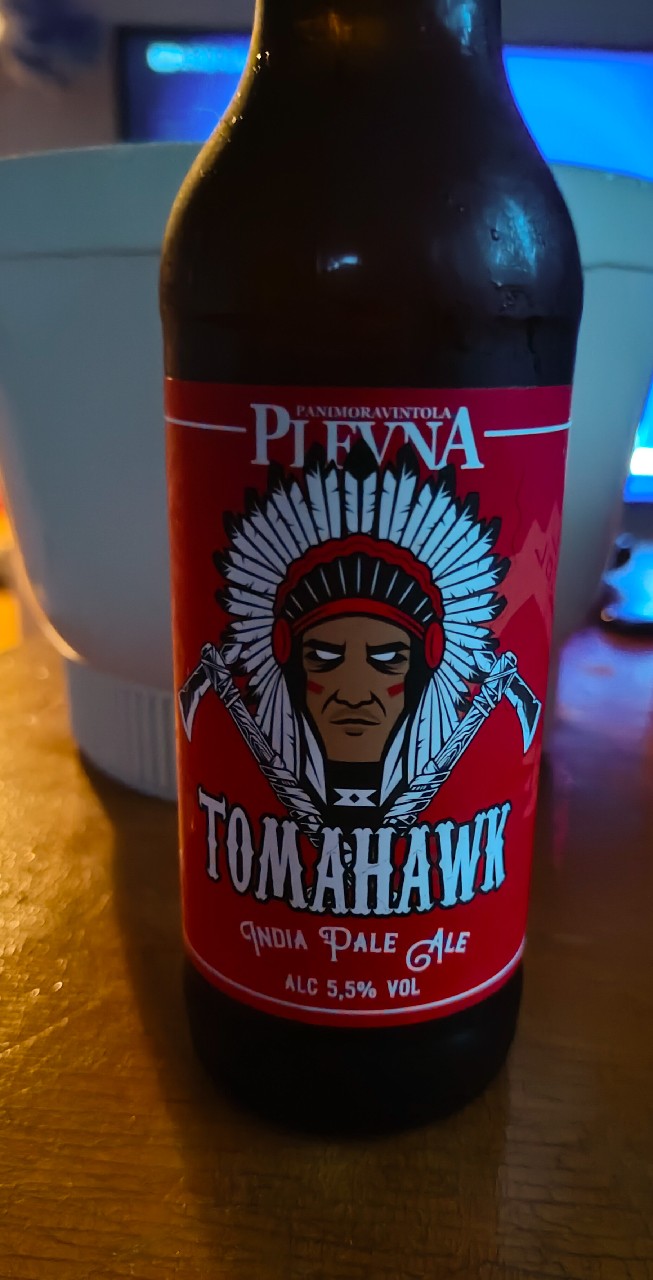 PANIMORAVINTOLA
PLEVNA
TOMAHAWK
INDIA PALE ALE
ALC 5,5% VOL